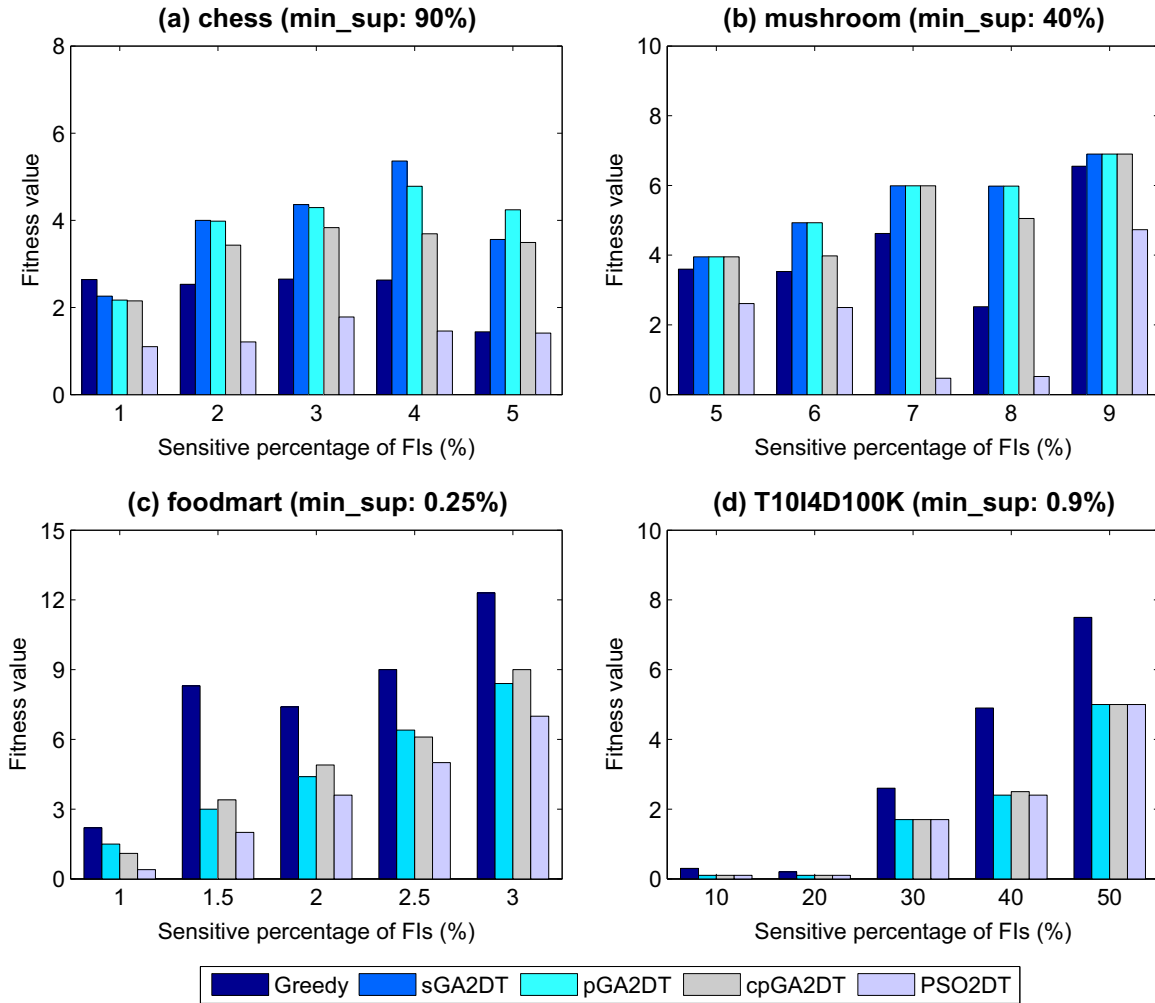 (a) chess (min_sup: 90%)
8
6
4
2
0
Fitness value
1 2 3 4 5
Sensitive percentage of FIs (%)
(b) mushroom (min_sup: 40%)
10
8
6
4
2
0
Fitness value
5 6 7 8 9
Sensitive percentage of FIs (%)
(c) foodmart (min_sup: 0.25%)
15
12
9
6
3
0
Fitness value
1 1.5 2 2.5 3
Sensitive percentage of FIs (%)
(d) T10I4D100K (min_sup: 0.9%)
10
8
6
4
2
0
Fitness value
10 20 30 40 50
Sensitive percentage of FIs (%)
Greedy sGA2DT pGA2DT cpGA2DT PSO2DT